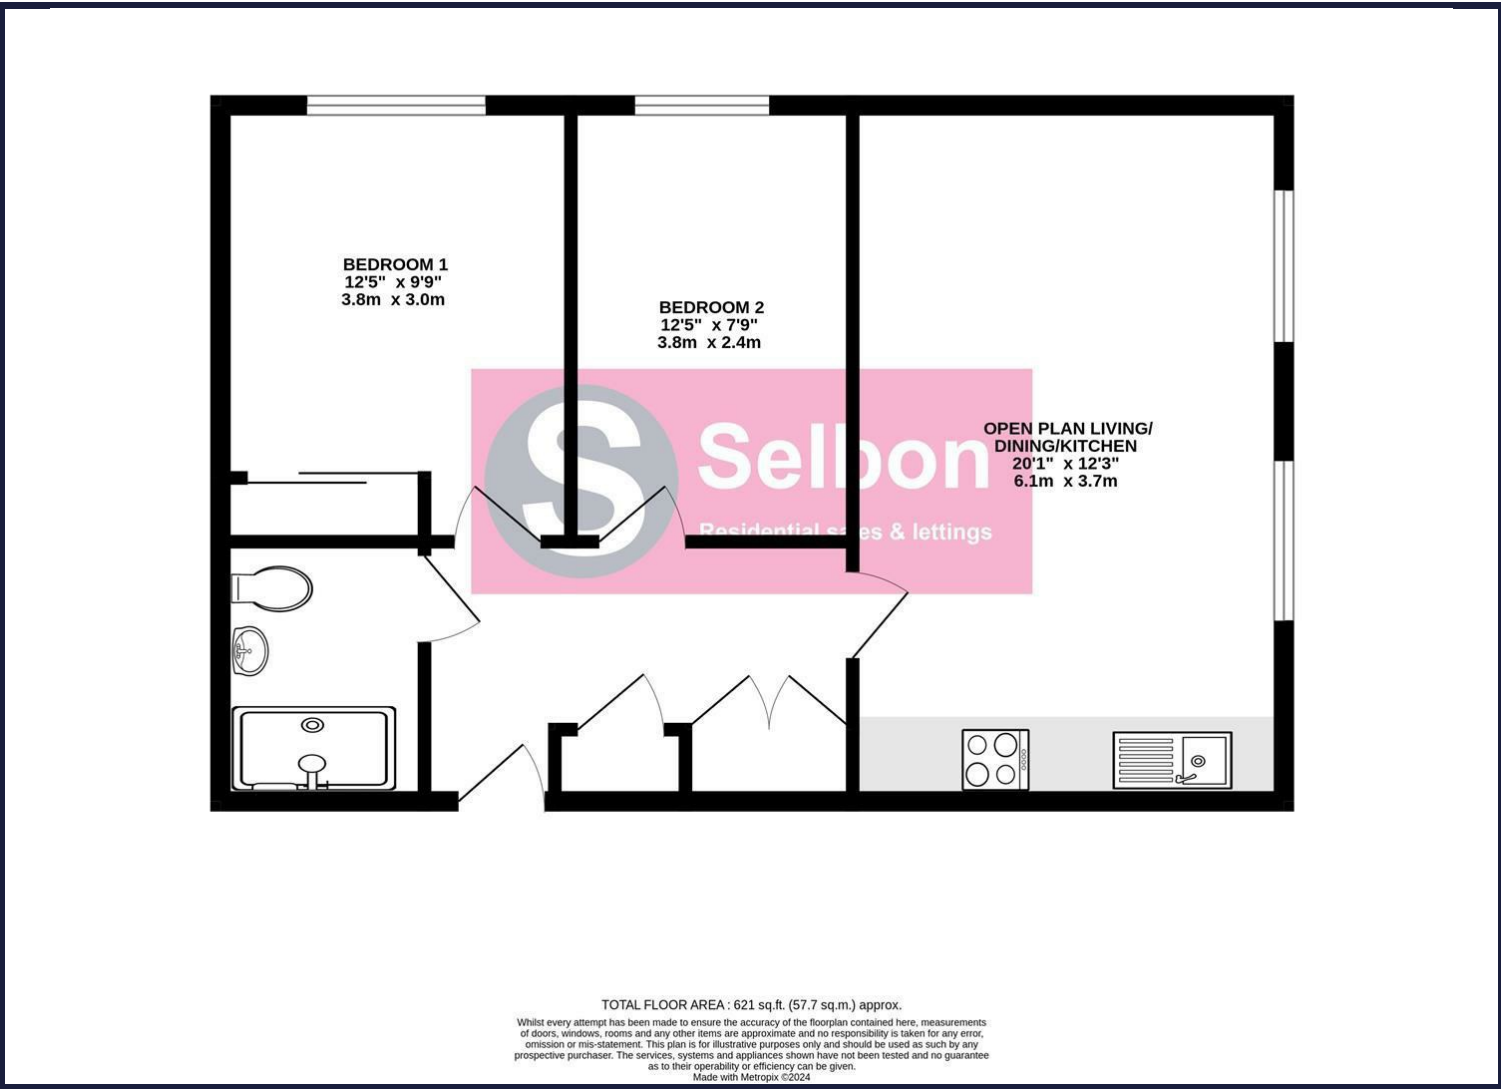 BEDROOM 1
12'5" x 9'9"
3.8m x 3.0m
BEDROOM 2
12'5" x 7'9"
3.8m x 2.4m
OPEN PLAN LIVING/
DINING/KITCHEN
20'1" x 12'3"
6.1m x 3.7m
S
Selbon
Residential sales & lettings
TOTAL FLOOR AREA : 621 sq.ft. (57.7 sq.m.) approx.
Whilst every attempt has been made to ensure the accuracy of the floorplan contained here, measurements
of doors, windows, rooms and any other items are approximate and no responsibility is taken for any error,
omission or mis-statement. This plan is for illustrative purposes only and should be used as such by any
prospective purchaser. The services, systems and appliances shown have not been tested and no guarantee
as to their operability or efficiency can be given.
Made with Metropix ©2024